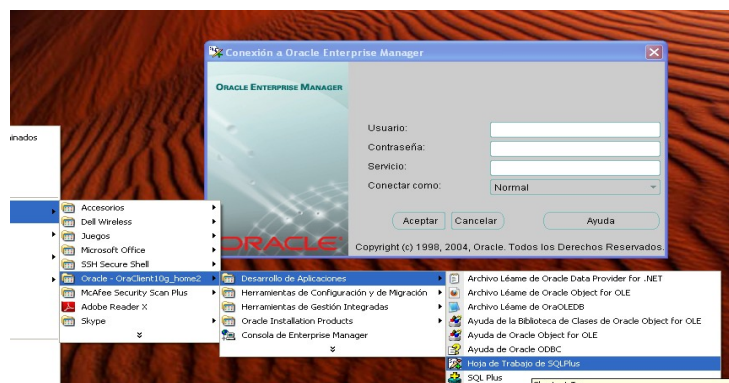 Conexión a Oracle Enterprise Manager
ORACLE ENTERPRISE MANAGER
Usuario:
Contraseña:
Servicio:
Conectar como:
Normal
Aceptar
Cancelar
Ayuda
ORACLE
Copyright (c) 1998, 2004, Oracle. Todos los Derechos Reservados.
inados
Accesorios
Dell Wireless
Juegos
Microsoft Office
SSH Secure Shell
Oracle - OraClient10g_home2
McAfee Security Scan Plus
Adobe Reader X
Skype
Desarrollo de Aplicaciones
Herramientas de Configuración y de Migración
Herramientas de Gestión Integradas
Oracle Installation Products
Consola de Enterprise Manager
Archivo Léame de Oracle Data Provider for .NET
Archivo Léame de Oracle Object for OLE
Archivo Léame de OraOLEDB
Ayuda de la Biblioteca de Clases de Oracle Object for OLE
Ayuda de Oracle Object for OLE
Ayuda de Oracle ODBC
Hoja de Trabajo de SQLPlus
SQL Plus